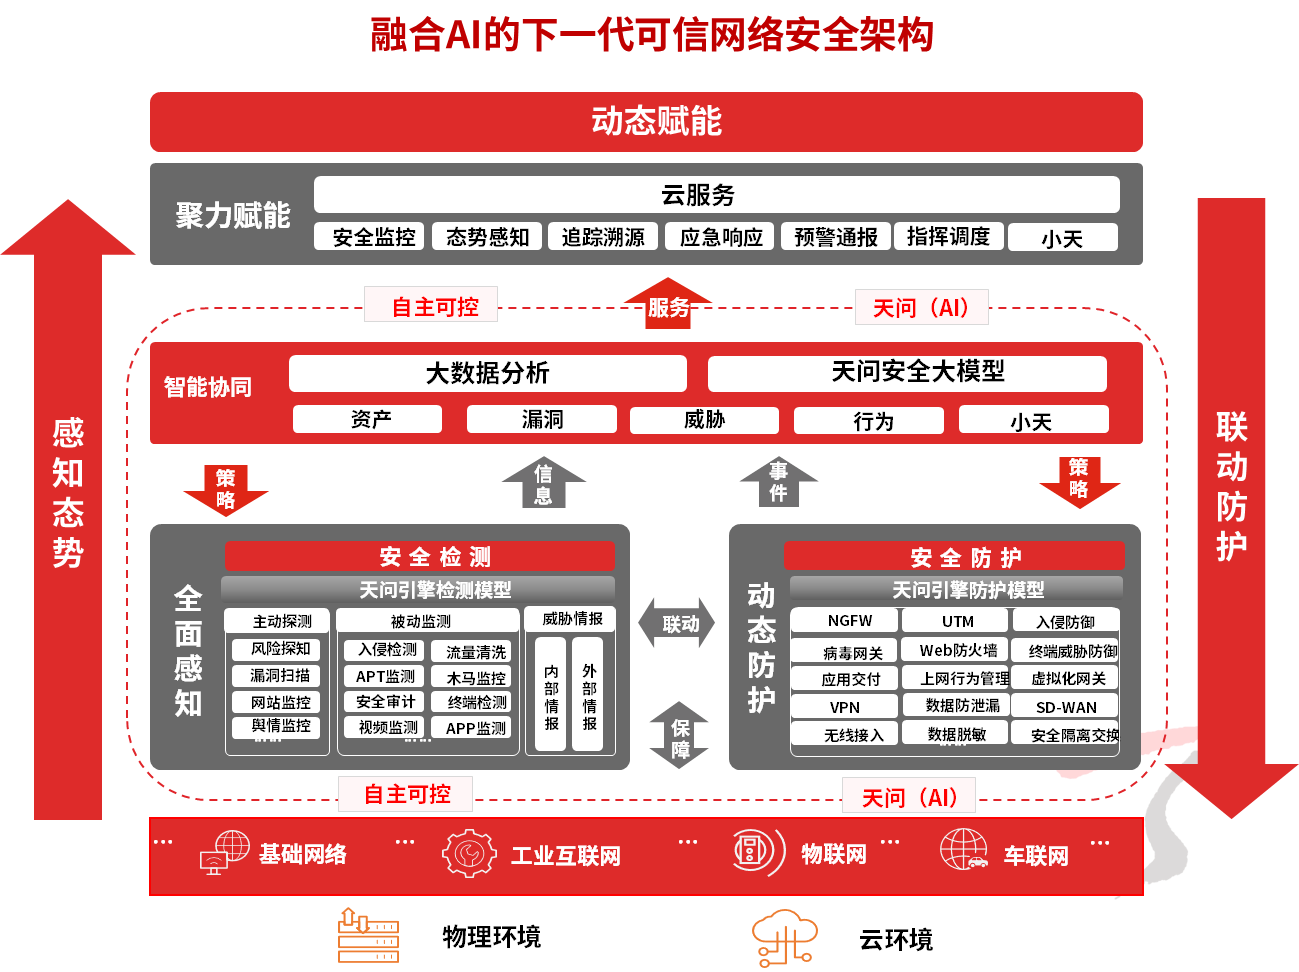 融合AI的下一代可信网络安全架构
动态赋能
聚力赋能
云服务
安全监控 态势感知 追踪溯源 应急响应 预警通报 指挥调度 小天
自主可控 服务 天问（AI）
智能协同
大数据分析 天问安全大模型
资产 漏洞 威胁 行为 小天
感知态势
联动防护
策略 信息 事件 策略
全面感知
安全检测
天问引擎检测模型
主动探测 被动监测 威胁情报
风险探知 入侵检测 流量清洗
漏洞扫描 APT监测 木马监控
网站监控 安全审计 终端检测
舆情监控 视频监测 APP监测
内部情报 外部情报
联动
保障
动态防护
安全防护
天问引擎防护模型
NGFW UTM 入侵防御
病毒网关 Web防火墙 终端威胁防御
应用交付 上网行为管理 虚拟化网关
VPN 数据防泄漏 SD-WAN
无线接入 数据脱敏 安全隔离交换
自主可控 天问（AI）
... 基础网络 ... 工业互联网 ... 物联网 ... 车联网 ...
物理环境 云环境